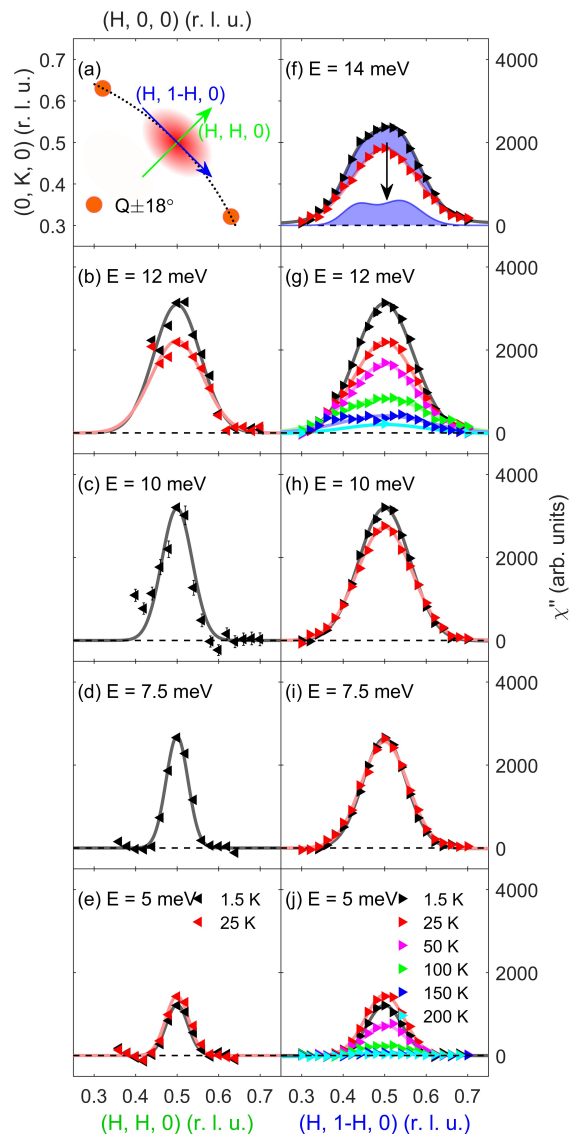 (H, 0, 0) (r. l. u.)
(0, K, 0) (r. l. u.)
0.7
0.6
0.5
0.4
0.3
(a)
(H, 1-H, 0)
(H, H, 0)
Q±18°
(f) E = 14 meV
4000
2000
0
(b) E = 12 meV
(g) E = 12 meV
4000
2000
0
(c) E = 10 meV
(h) E = 10 meV
4000
2000
0
χ'' (arb. units)
(d) E = 7.5 meV
(i) E = 7.5 meV
4000
2000
0
(e) E = 5 meV
1.5 K
25 K
(j) E = 5 meV
1.5 K
25 K
50 K
100 K
150 K
200 K
4000
2000
0
0.3 0.4 0.5 0.6 0.7
0.3 0.4 0.5 0.6 0.7
(H, H, 0) (r. l. u.)
(H, 1-H, 0) (r. l. u.)